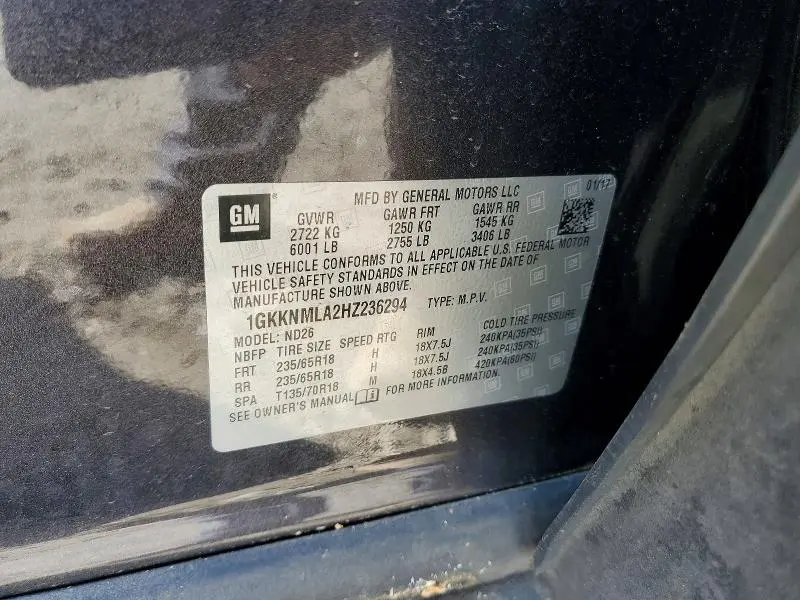 GM
MFD BY GENERAL MOTORS LLC 01/17
GVWR GAWR FRT GAWR RR
2722 KG 1250 KG 1545 KG
6001 LB 2755 LB 3406 LB
THIS VEHICLE CONFORMS TO ALL APPLICABLE U.S. FEDERAL MOTOR
VEHICLE SAFETY STANDARDS IN EFFECT ON THE DATE OF
MANUFACTURE SHOWN ABOVE.
1GKKNMLA2HZ236294 TYPE: M.P.V.
MODEL: ND26
NBFP TIRE SIZE SPEED RTG RIM COLD TIRE PRESSURE
FRT 235/65R18 H 18X7.5J 240KPA(35PSI)
RR 235/65R18 H 18X7.5J 240KPA(35PSI)
SPA T135/70R18 M 18X4.5B 420KPA(60PSI)
SEE OWNER'S MANUAL FOR MORE INFORMATION.